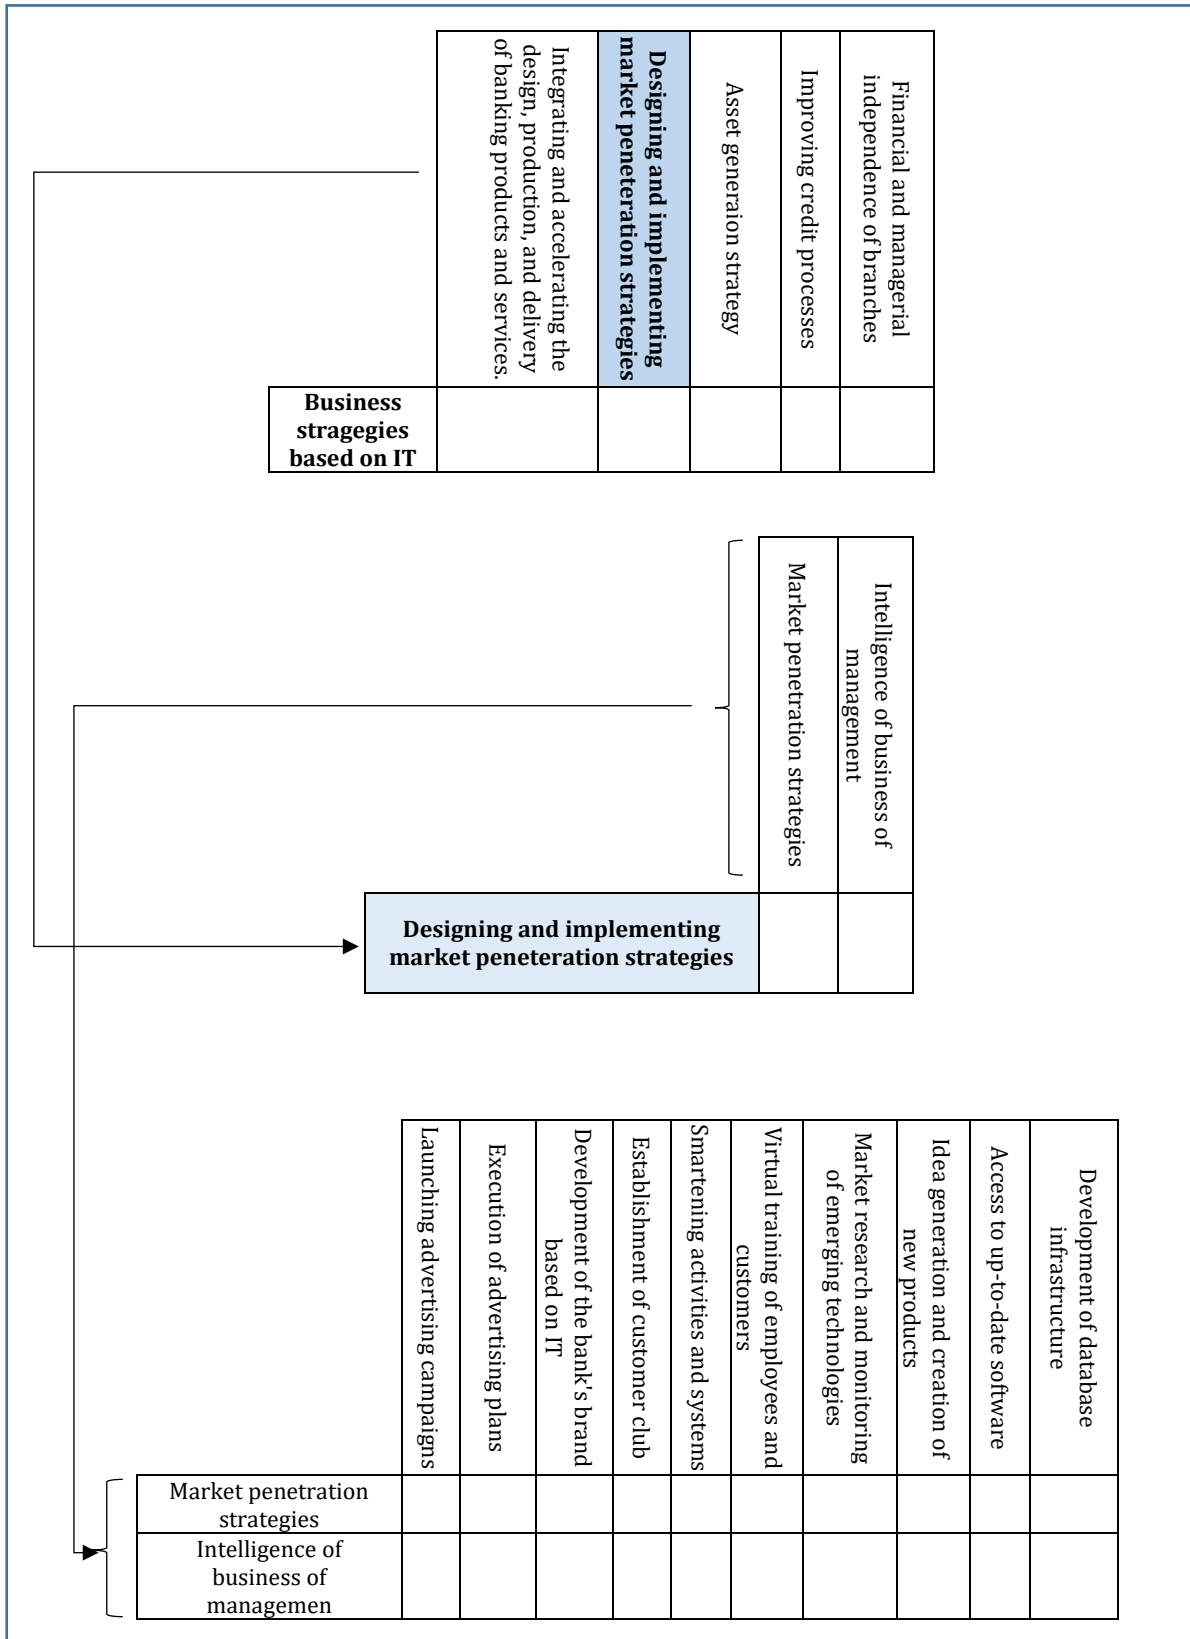 Integrating and accelerating the
design, production, and delivery
of banking products and services.
Designing and implementing
market peneteration strategies
Asset generaion strategy
Improving credit processes
Financial and managerial
independence of branches
Business
stragegies
based on IT
Market penetration strategies
Intelligence of business of
management
Designing and implementing
market peneteration strategies
Launching advertising campaigns
Execution of advertising plans
Development of the bank's brand
based on IT
Establishment of customer club
Smartening activities and systems
Virtual training of employees and
customers
Market research and monitoring
of emerging technologies
Idea generation and creation of
new products
Access to up-to-date software
Development of database
infrastructure
Market penetration
strategies
Intelligence of
business of
managemen